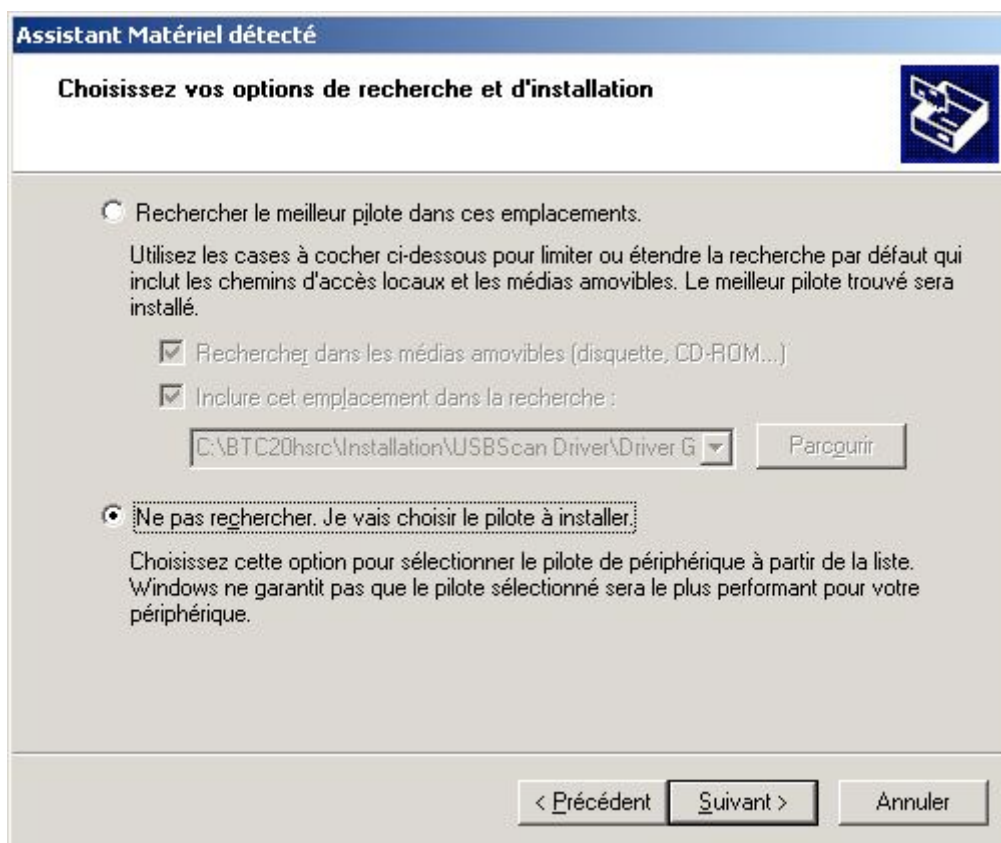 Assistant Matériel détecté
Choisissez vos options de recherche et d'installation
Rechercher le meilleur pilote dans ces emplacements.
Utilisez les cases à cocher ci-dessous pour limiter ou étendre la recherche par défaut qui
inclut les chemins d'accès locaux et les médias amovibles. Le meilleur pilote trouvé sera
installé.
Rechercher dans les médias amovibles (disquette, CD-ROM...)
Inclure cet emplacement dans la recherche :
C:\BTC20hsrc\Installation\USBScan Driver\Driver G
Parcourir
Ne pas rechercher. Je vais choisir le pilote à installer.
Choisissez cette option pour sélectionner le pilote de périphérique à partir de la liste.
Windows ne garantit pas que le pilote sélectionné sera le plus performant pour votre
périphérique.
< Précédent Suivant > Annuler